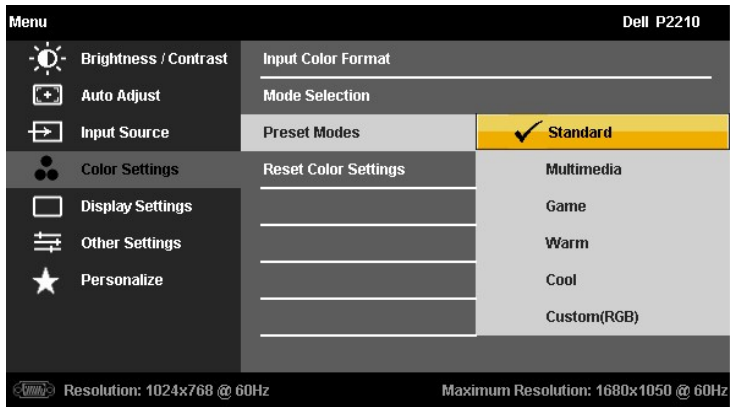 Menu Dell P2210
Brightness / Contrast Input Color Format
Auto Adjust Mode Selection
Input Source Preset Modes Standard
Color Settings Reset Color Settings Multimedia
Display Settings Game
Other Settings Warm
Personalize Cool
Custom(RGB)
Resolution: 1024x768 @ 60Hz Maximum Resolution: 1680x1050 @ 60Hz